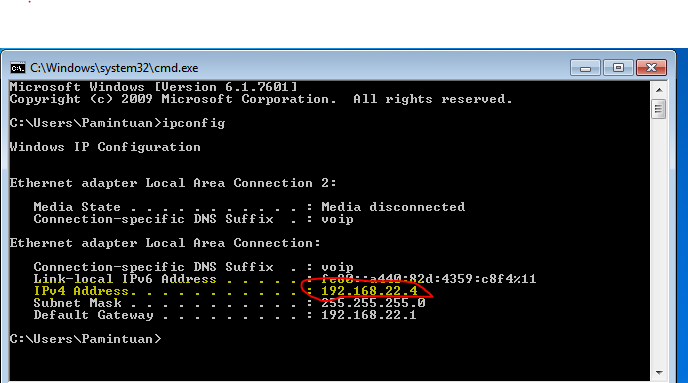 C:\Windows\system32\cmd.exe
Microsoft Windows [Version 6.1.7601]
Copyright (c) 2009 Microsoft Corporation.  All rights reserved.
C:\Users\Pamintuan>ipconfig
Windows IP Configuration
Ethernet adapter Local Area Connection 2:
Media State . . . . . . . . . . . : Media disconnected
Connection-specific DNS Suffix  . : voip
Ethernet adapter Local Area Connection:
Connection-specific DNS Suffix  . : voip
Link-local IPv6 Address . . . . . : fe80::a440:82d:4359:c8f4%11
IPv4 Address. . . . . . . . . . . : 192.168.22.4
Subnet Mask . . . . . . . . . . . : 255.255.255.0
Default Gateway . . . . . . . . . : 192.168.22.1
C:\Users\Pamintuan>